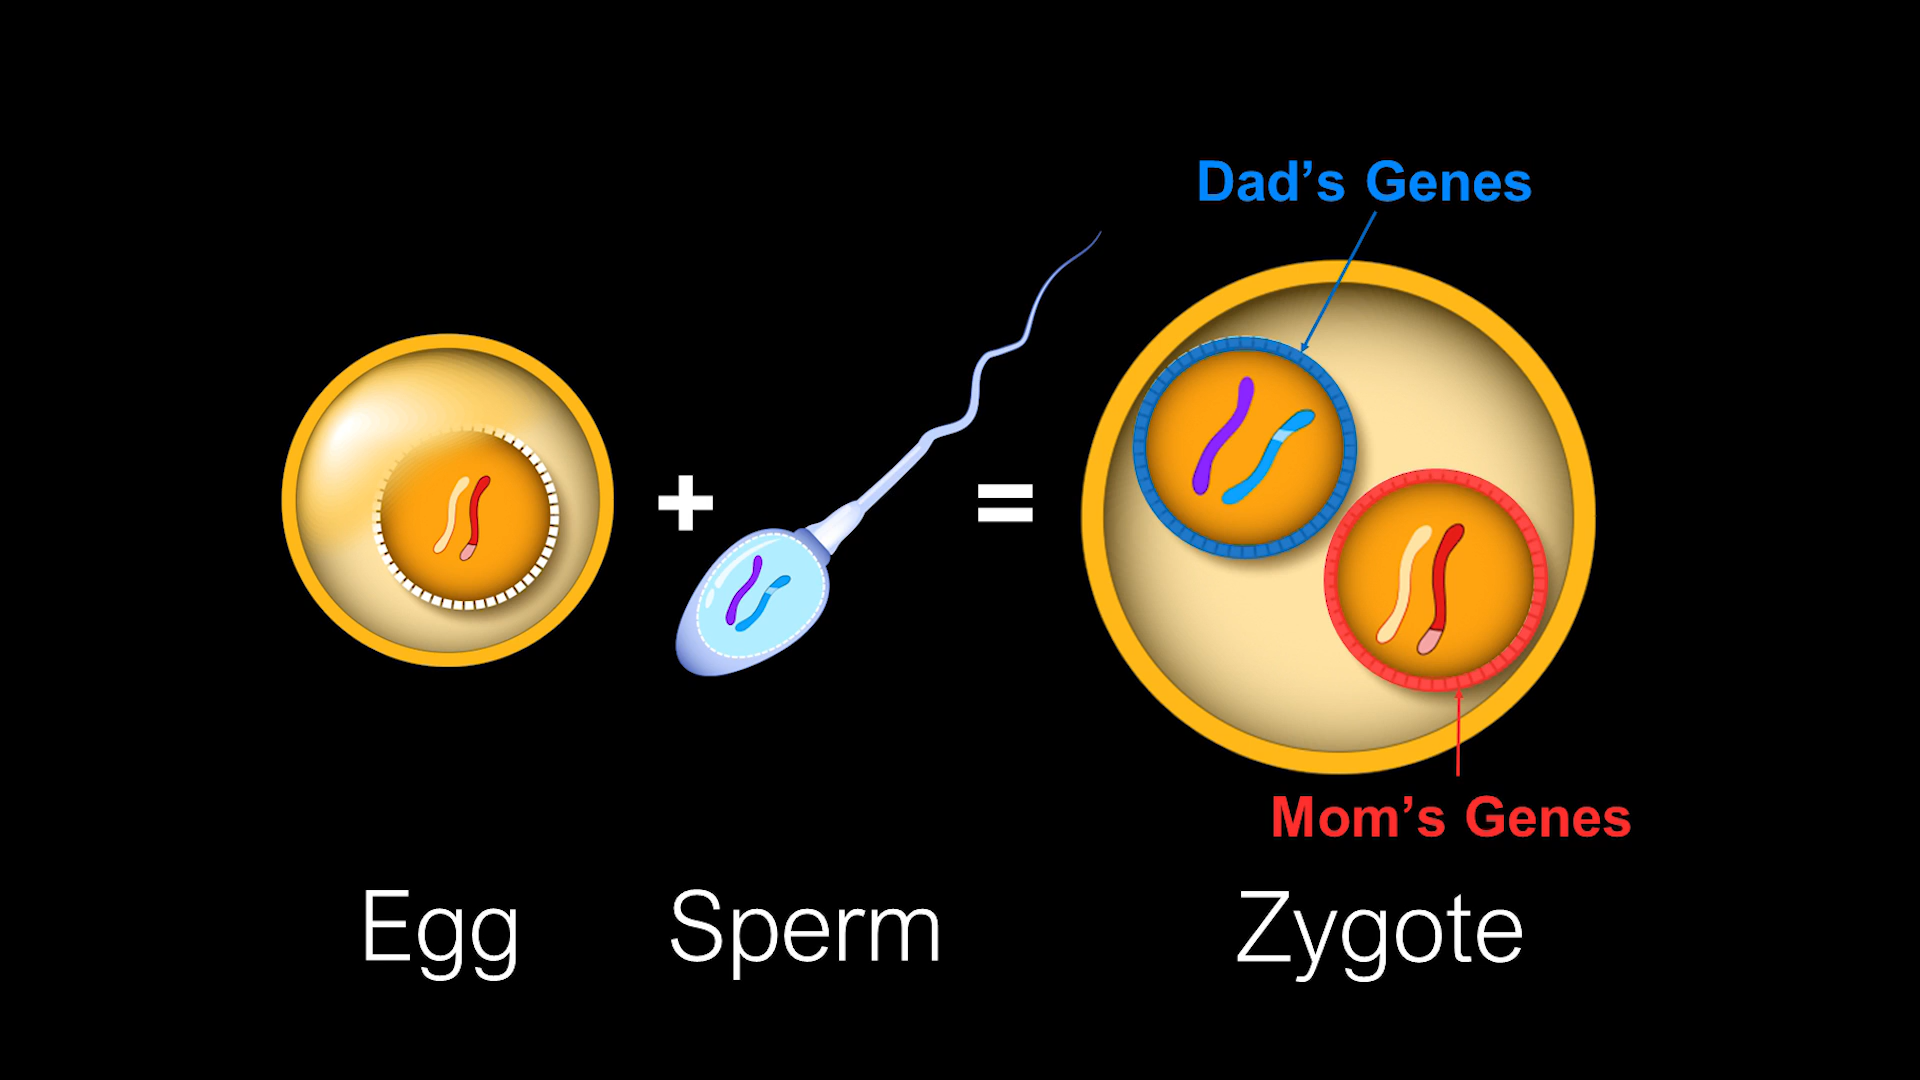 Dad’s Genes
+
=
Mom’s Genes
Egg
Sperm
Zygote